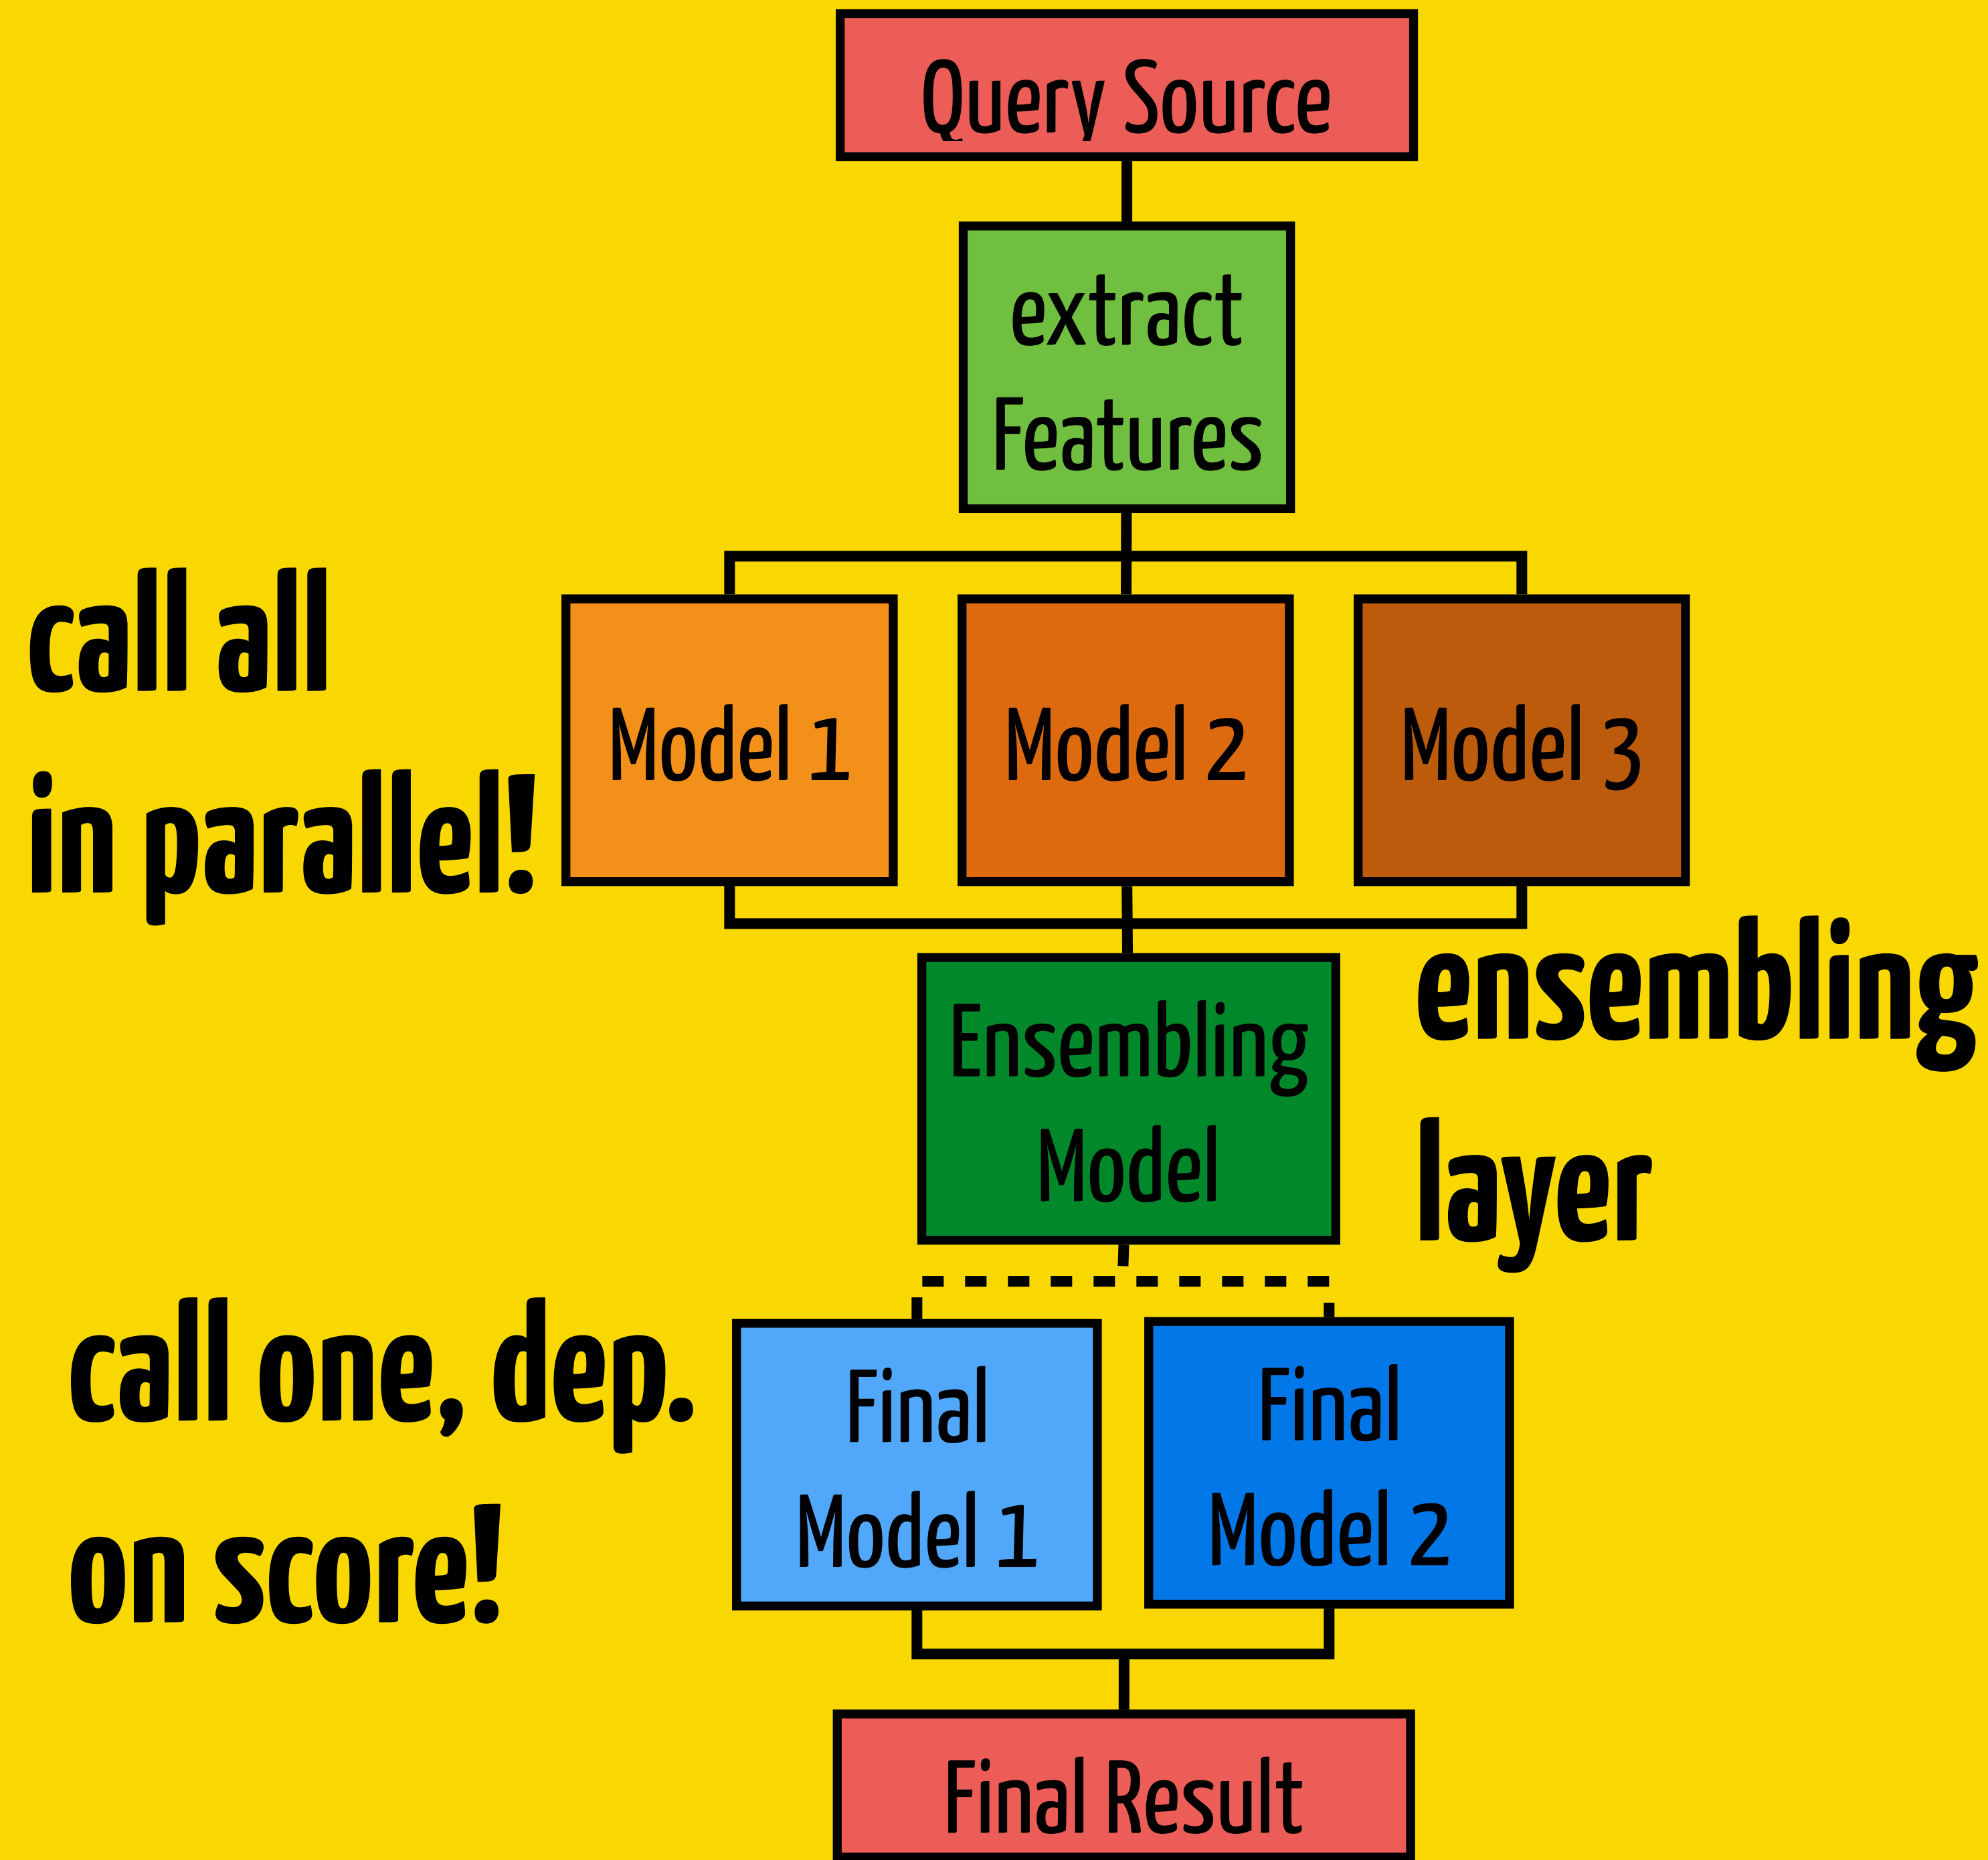 Query Source
extract
Features
call all
in parallel!
Model 1
Model 2
Model 3
Ensembling
Model
ensembling
layer
call one, dep.
on score!
Final
Model 1
Final
Model 2
Final Result